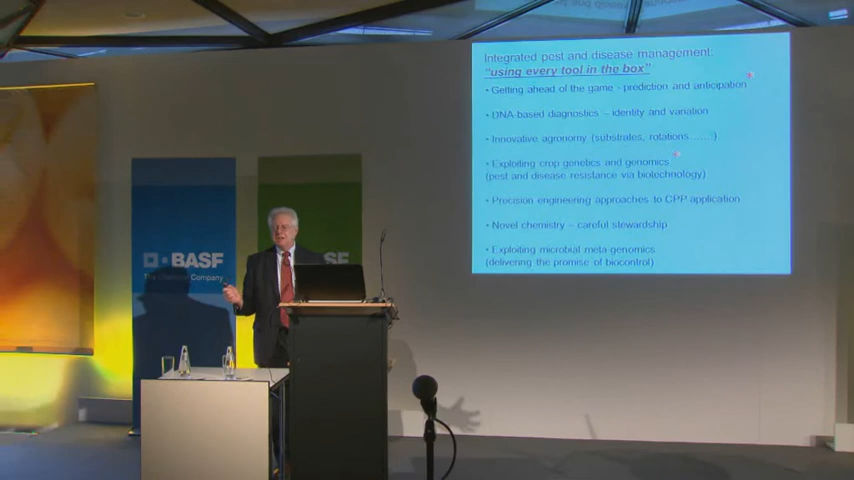 Integrated pest and disease management:
"using every tool in the box"
• Getting ahead of the game - prediction and anticipation
• DNA-based diagnostics – identity and variation
• Innovative agronomy (substrates, rotations……)
• Exploiting crop genetics and genomics
(pest and disease resistance via biotechnology)
• Precision engineering approaches to CPP application
• Novel chemistry – careful stewardship
• Exploiting microbial meta-genomics
(delivering the promise of biocontrol)
BASF
The Chemical Company
SF